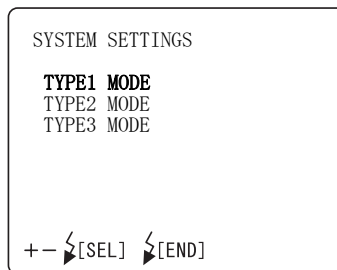 SYSTEM SETTINGS
TYPE1 MODE
TYPE2 MODE
TYPE3 MODE
+− [SEL] [END]